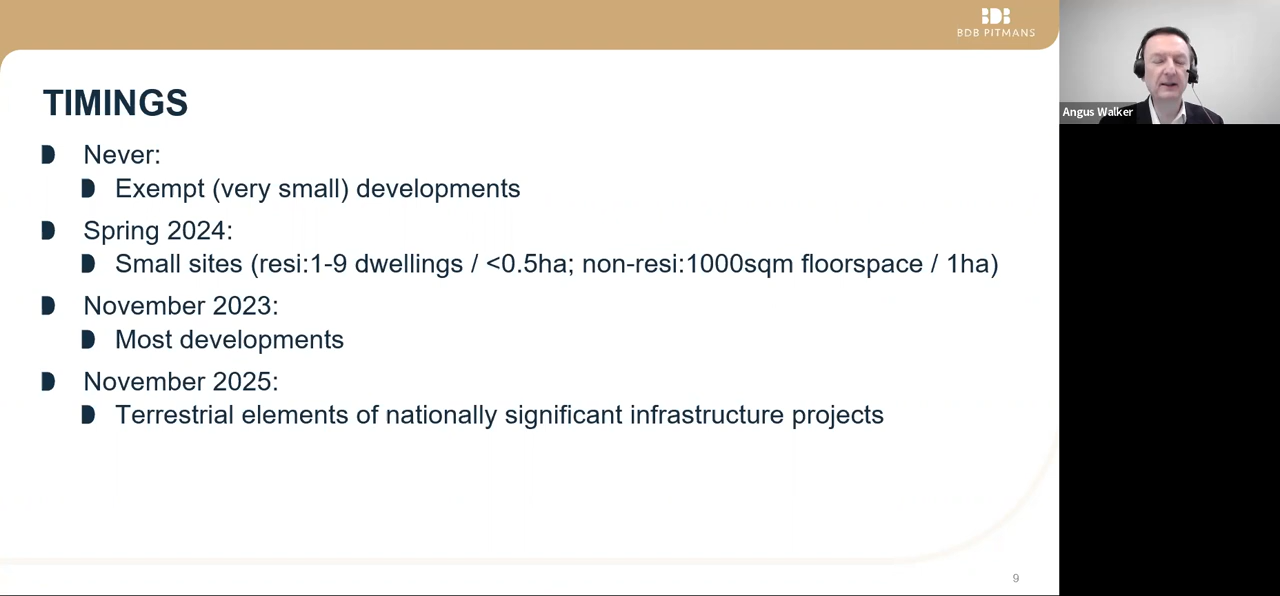 BDB
BDB PITMANS
TIMINGS
Never:
Exempt (very small) developments
Spring 2024:
Small sites (resi:1-9 dwellings / <0.5ha; non-resi:1000sqm floorspace / 1ha)
November 2023:
Most developments
November 2025:
Terrestrial elements of nationally significant infrastructure projects
9
Angus Walker